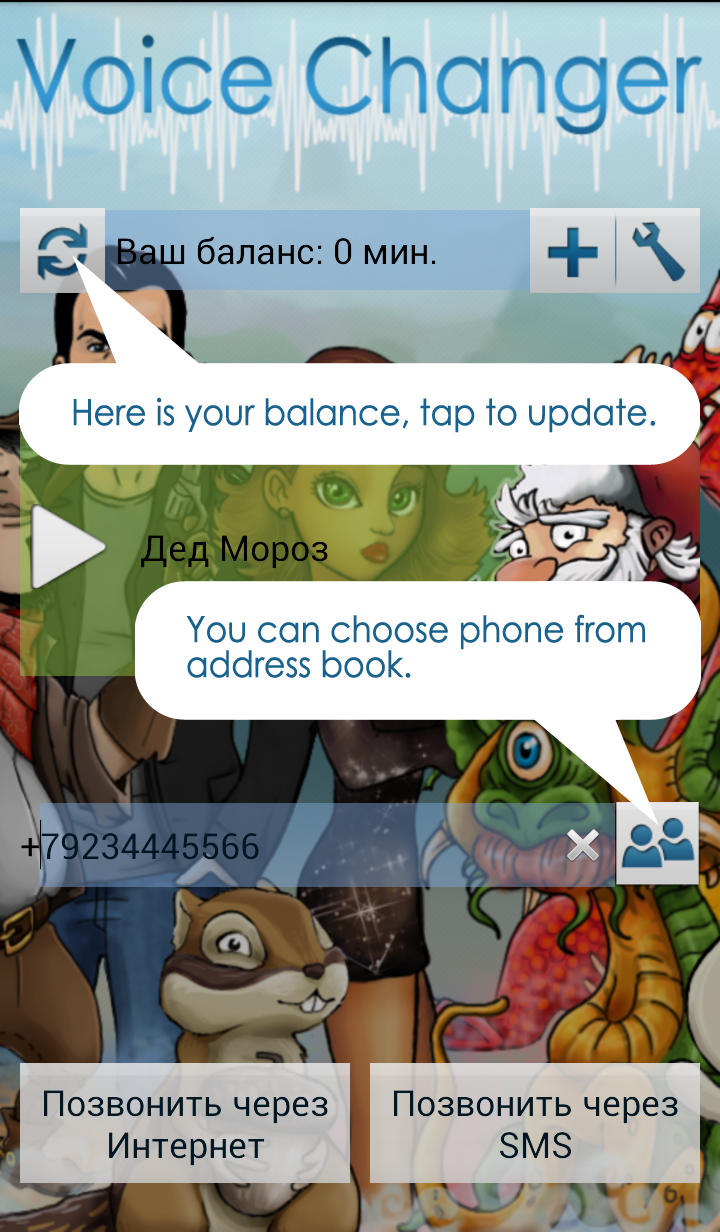 Voice Changer
Ваш баланс: 0 мин.
Here is your balance, tap to update.
Дед Мороз
You can choose phone from
address book.
+79234445566
Позвонить через
Интернет
Позвонить через
SMS